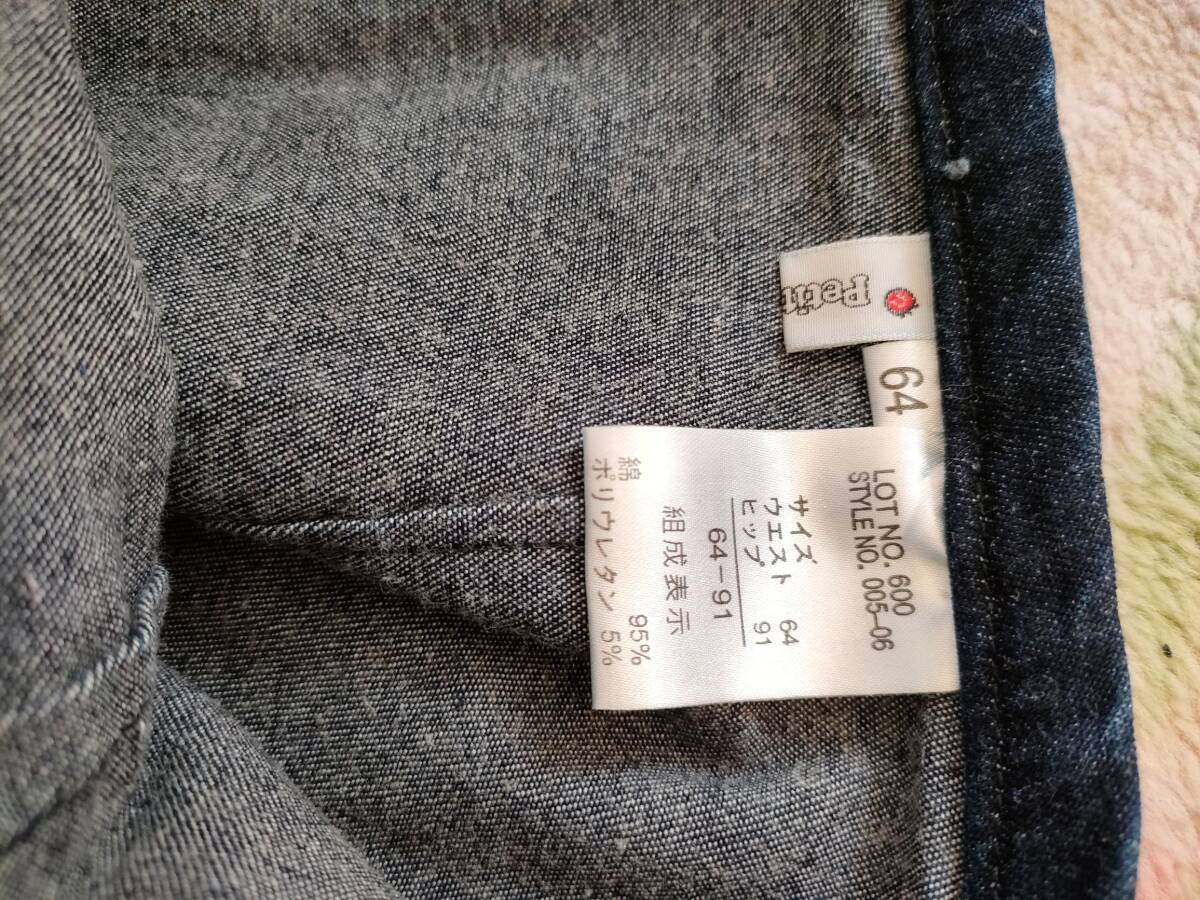 Peti
64
LOT NO. 600
STYLE NO. 005-06
サイズ
ウエスト 64
ヒップ 91
64-91
組成表示
綿 95%
ポリウレタン 5%